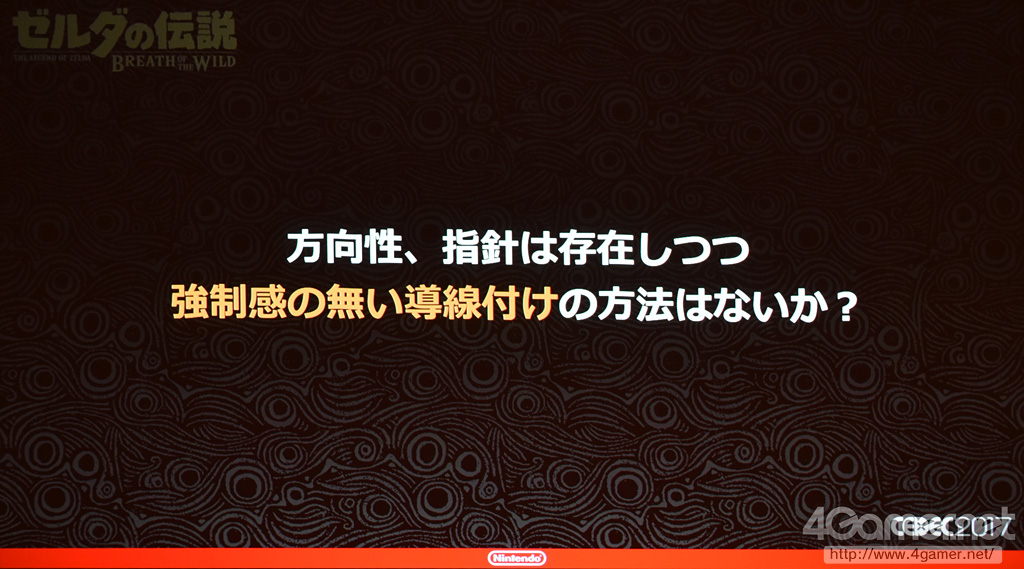 ゼルダの伝説
THE LEGEND OF ZELDA
BREATH OF THE WILD
方向性、指針は存在しつつ
強制感の無い導線付けの方法はないか？
4Gamer.net
CEDEC2017
http://www.4gamer.net/
Nintendo